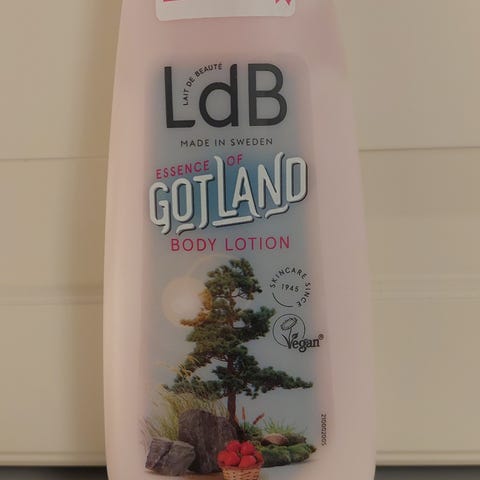 LAIT DE BEAUTÉ
LdB
MADE IN SWEDEN
ESSENCE OF
GOTLAND
BODY LOTION
SKINCARE SINCE
1945
Vegan®